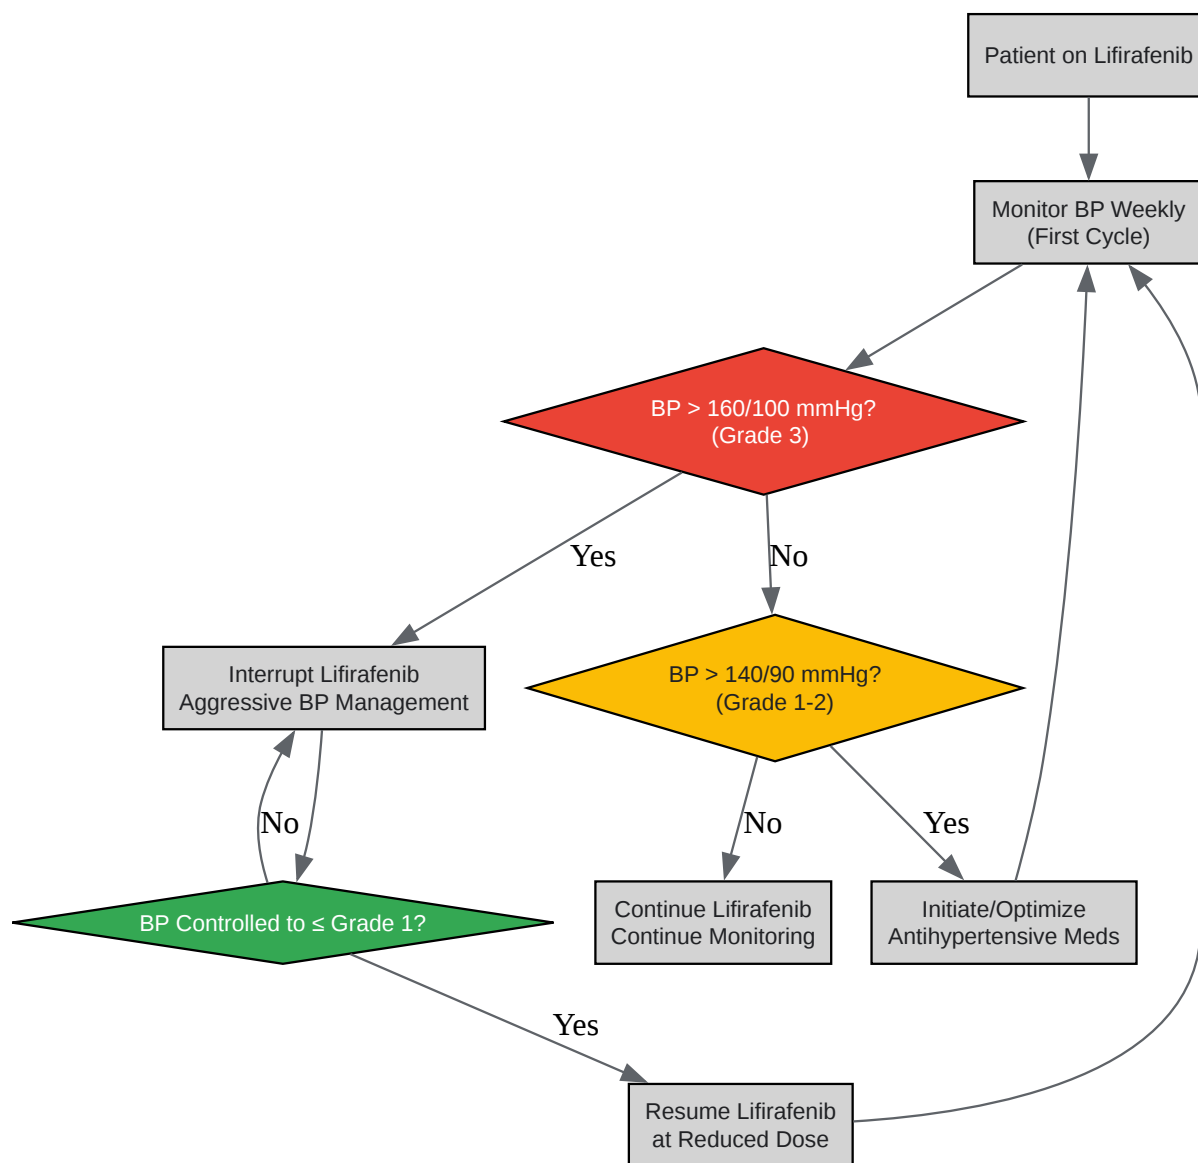 Patient on Lifirafenib
Monitor BP Weekly
(First Cycle)
BP > 160/100 mmHg?
(Grade 3)
Yes
No
Interrupt Lifirafenib
Aggressive BP Management
BP > 140/90 mmHg?
(Grade 1-2)
No
No
Yes
BP Controlled to ≤ Grade 1?
Continue Lifirafenib
Continue Monitoring
Initiate/Optimize
Antihypertensive Meds
Yes
Resume Lifirafenib
at Reduced Dose